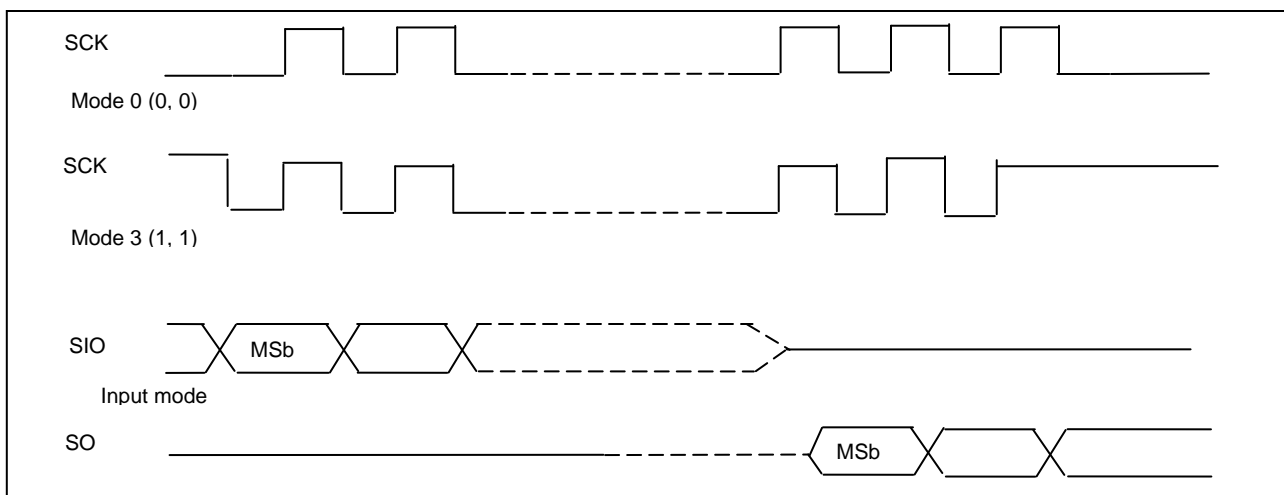 SCK
Mode 0 (0, 0)
SCK
Mode 3 (1, 1)
SIO
MSb
Input mode
SO
MSb